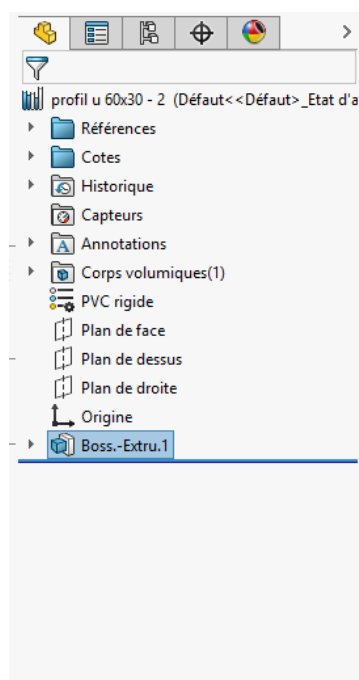 profil u 60x30 - 2 (Défaut<<Défaut>_Etat d'a
Références
Cotes
Historique
Capteurs
A Annotations
Corps volumiques(1)
PVC rigide
Plan de face
Plan de dessus
Plan de droite
Origine
Boss.-Extru.1